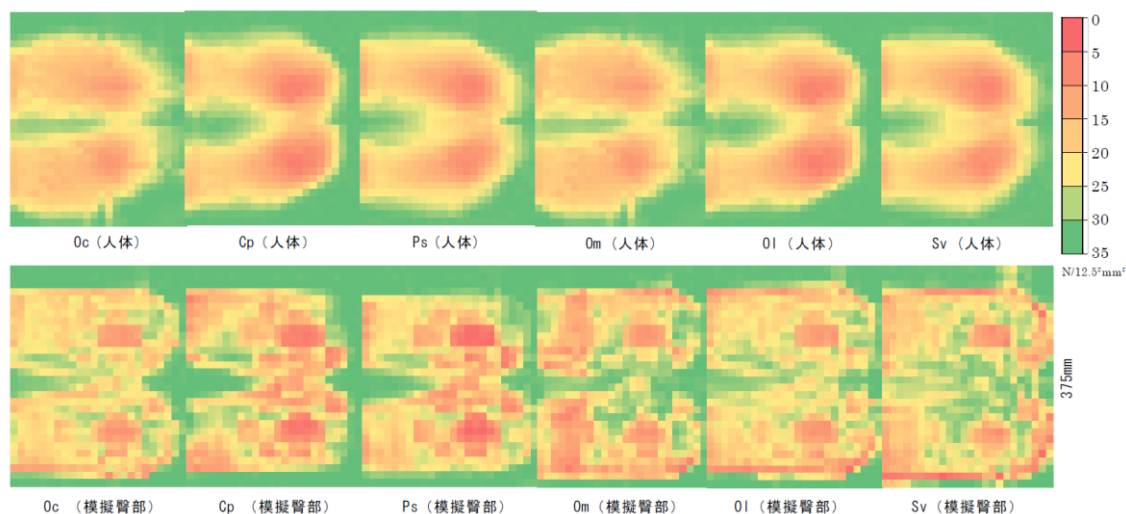 0
5
10
15
20
25
30
35
N/12.5²mm²
Oc（人体）
Cp（人体）
Ps（人体）
Om（人体）
Ol（人体）
Sv（人体）
375mm
Oc （模擬臀部）
Cp （模擬臀部）
Ps（模擬臀部）
Om（模擬臀部）
Ol（模擬臀部）
Sv（模擬臀部）